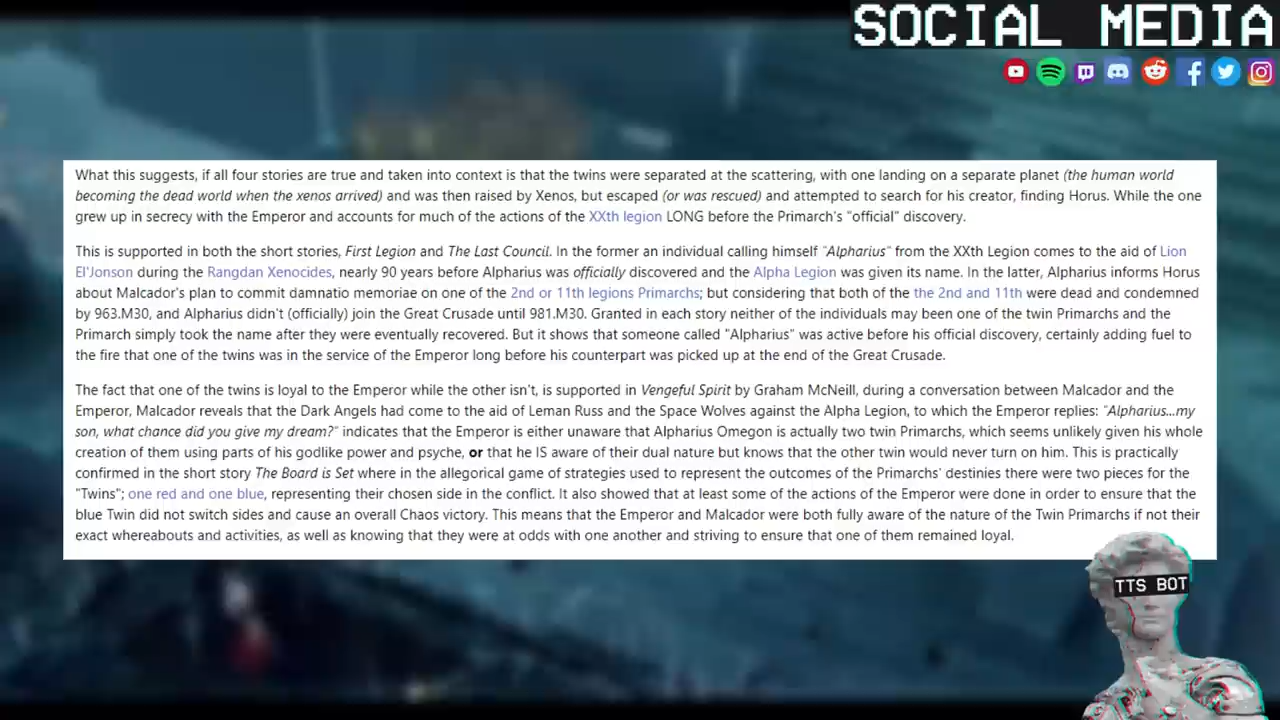 SOCIAL MEDIA
What this suggests, if all four stories are true and taken into context is that the twins were separated at the scattering, with one landing on a separate planet (the human world
becoming the dead world when the xenos arrived) and was then raised by Xenos, but escaped (or was rescued) and attempted to search for his creator, finding Horus. While the one
grew up in secrecy with the Emperor and accounts for much of the actions of the XXth legion LONG before the Primarch's "official" discovery.
This is supported in both the short stories, First Legion and The Last Council. In the former an individual calling himself "Alpharius" from the XXth Legion comes to the aid of Lion
El'Jonson during the Rangdan Xenocides, nearly 90 years before Alpharius was officially discovered and the Alpha Legion was given its name. In the latter, Alpharius informs Horus
about Malcador's plan to commit damnatio memoriae on one of the 2nd or 11th legions Primarchs; but considering that both of the the 2nd and 11th were dead and condemned
by 963.M30, and Alpharius didn't (officially) join the Great Crusade until 981.M30. Granted in each story neither of the individuals may been one of the twin Primarchs and the
Primarch simply took the name after they were eventually recovered. But it shows that someone called "Alpharius" was active before his official discovery, certainly adding fuel to
the fire that one of the twins was in the service of the Emperor long before his counterpart was picked up at the end of the Great Crusade.
The fact that one of the twins is loyal to the Emperor while the other isn't, is supported in Vengeful Spirit by Graham McNeill, during a conversation between Malcador and the
Emperor, Malcador reveals that the Dark Angels had come to the aid of Leman Russ and the Space Wolves against the Alpha Legion, to which the Emperor replies: "Alpharius...my
son, what chance did you give my dream?" indicates that the Emperor is either unaware that Alpharius Omegon is actually two twin Primarchs, which seems unlikely given his whole
creation of them using parts of his godlike power and psyche, or that he IS aware of their dual nature but knows that the other twin would never turn on him. This is practically
confirmed in the short story The Board is Set where in the allegorical game of strategies used to represent the outcomes of the Primarchs' destinies there were two pieces for the
"Twins"; one red and one blue, representing their chosen side in the conflict. It also showed that at least some of the actions of the Emperor were done in order to ensure that the
blue Twin did not switch sides and cause an overall Chaos victory. This means that the Emperor and Malcador were both fully aware of the nature of the Twin Primarchs if not their
exact whereabouts and activities, as well as knowing that they were at odds with one another and striving to ensure that one of them remained loyal.
TTS BOT